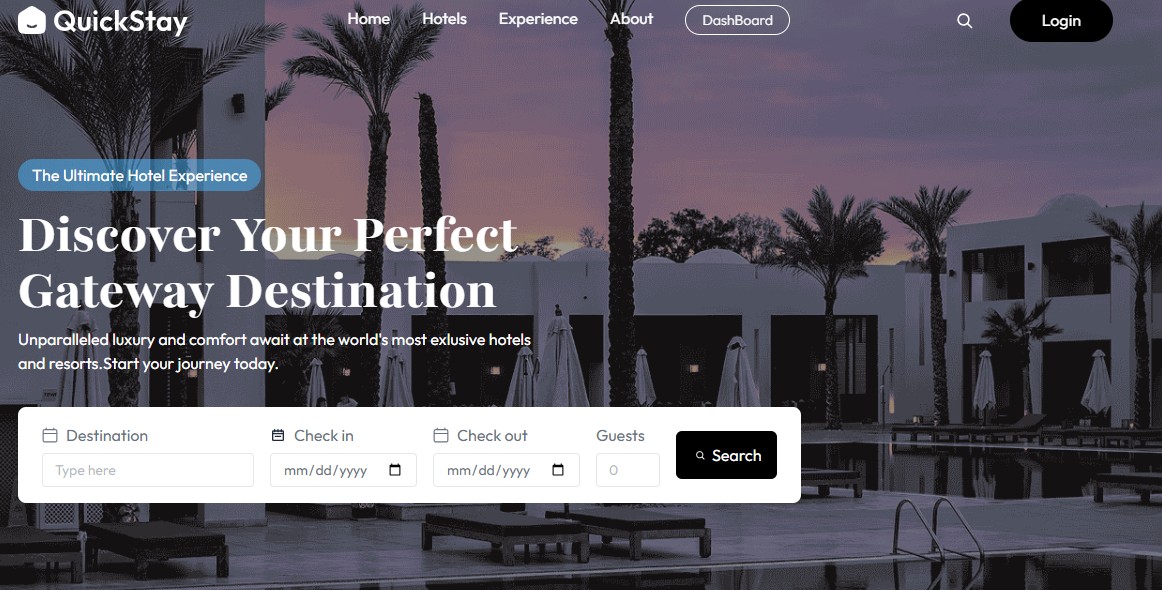 QuickStay
Home
Hotels
Experience
About
DashBoard
Login
The Ultimate Hotel Experience
Discover Your Perfect
Gateway Destination
Unparalleled luxury and comfort await at the world's most exlusive hotels
and resorts.Start your journey today.
Destination
Check in
Check out
Guests
Type here
mm/dd/yyyy
mm/dd/yyyy
0
Search